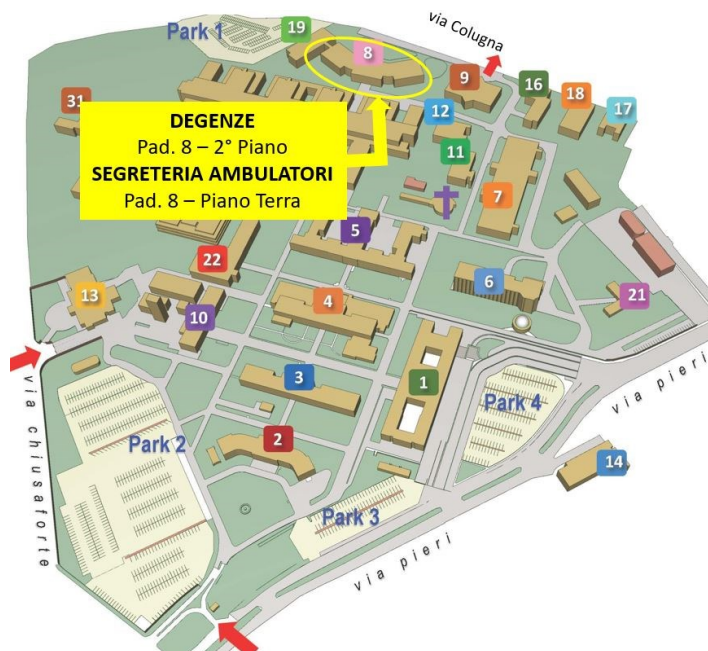 via Colugna
Park 1
19
8
9
16
18
17
31
12
11
DEGENZE
Pad. 8 – 2° Piano
SEGRETERIA AMBULATORI
Pad. 8 – Piano Terra
7
5
22
6
13
10
4
21
3
1
2
Park 2
Park 4
Park 3
14
via chiusaforte
via pieri
via pieri